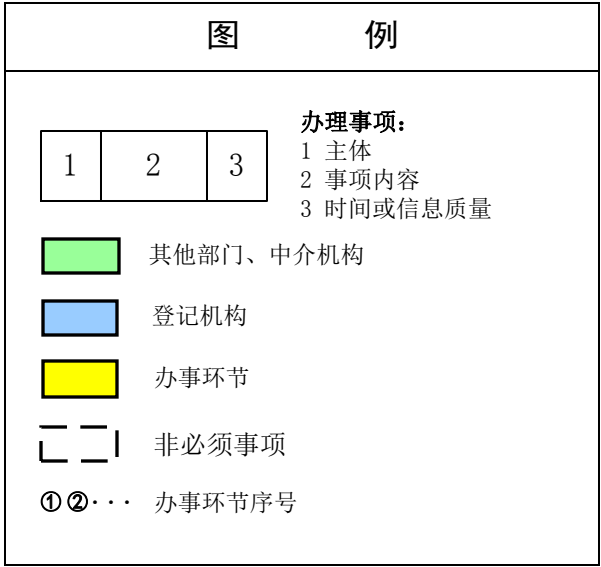 图 例
办理事项：
1 2 3
1 主体
2 事项内容
3 时间或信息质量
其他部门、中介机构
登记机构
办事环节
非必须事项
①②··· 办事环节序号